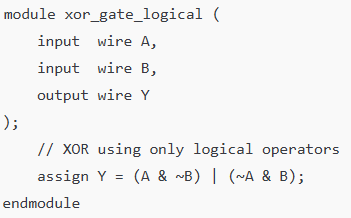 module xor_gate_logical (
    input  wire A,
    input  wire B,
    output wire Y
);
    // XOR using only logical operators
    assign Y = (A & ~B) | (~A & B);
endmodule